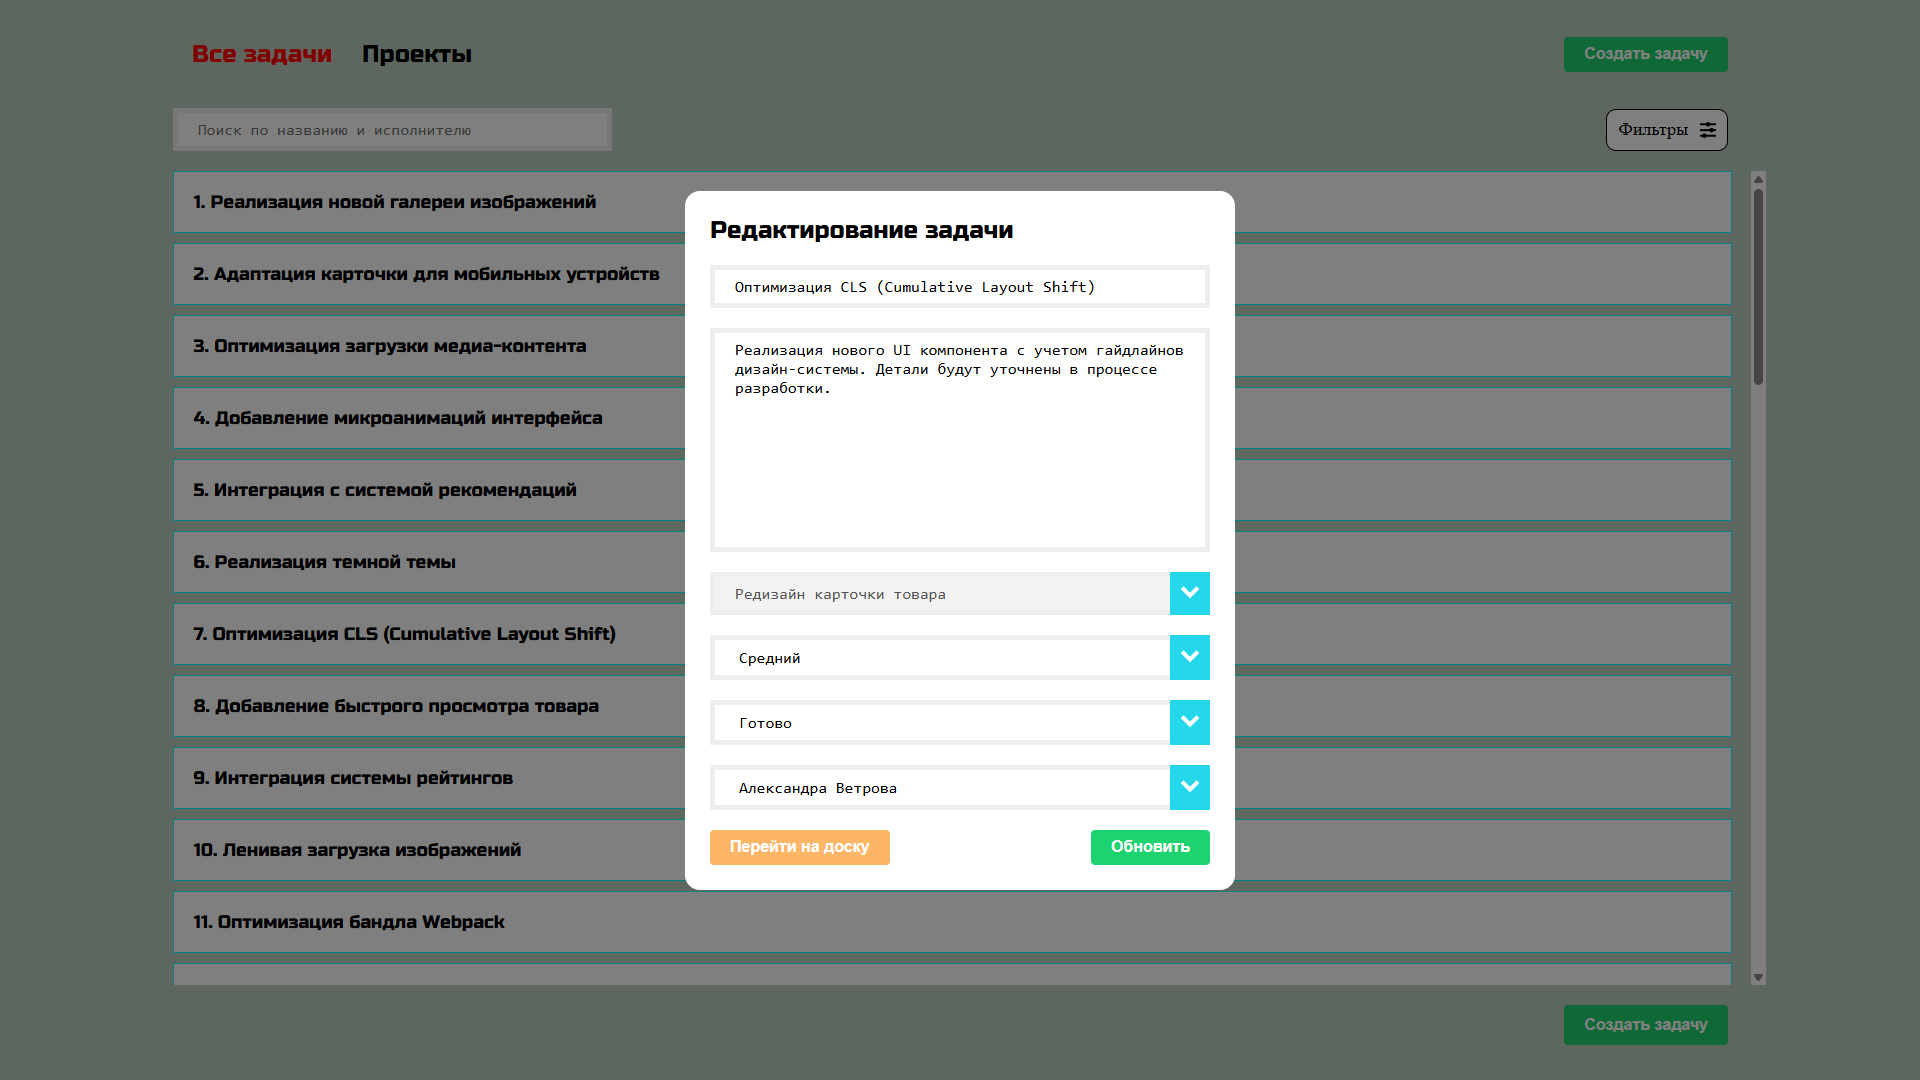 Все задачи Проекты Создать задачу
Поиск по названию и исполнителю
Фильтры
1. Реализация новой галереи изображений
2. Адаптация карточки для мобильных устройств
3. Оптимизация загрузки медиа-контента
4. Добавление микроанимаций интерфейса
5. Интеграция с системой рекомендаций
6. Реализация темной темы
7. Оптимизация CLS (Cumulative Layout Shift)
8. Добавление быстрого просмотра товара
9. Интеграция системы рейтингов
10. Ленивая загрузка изображений
11. Оптимизация бандла Webpack
Редактирование задачи
Оптимизация CLS (Cumulative Layout Shift)
Реализация нового UI компонента с учетом гайдлайнов
дизайн-системы. Детали будут уточнены в процессе
разработки.
Редизайн карточки товара
Средний
Готово
Александра Ветрова
Перейти на доску Обновить
Создать задачу